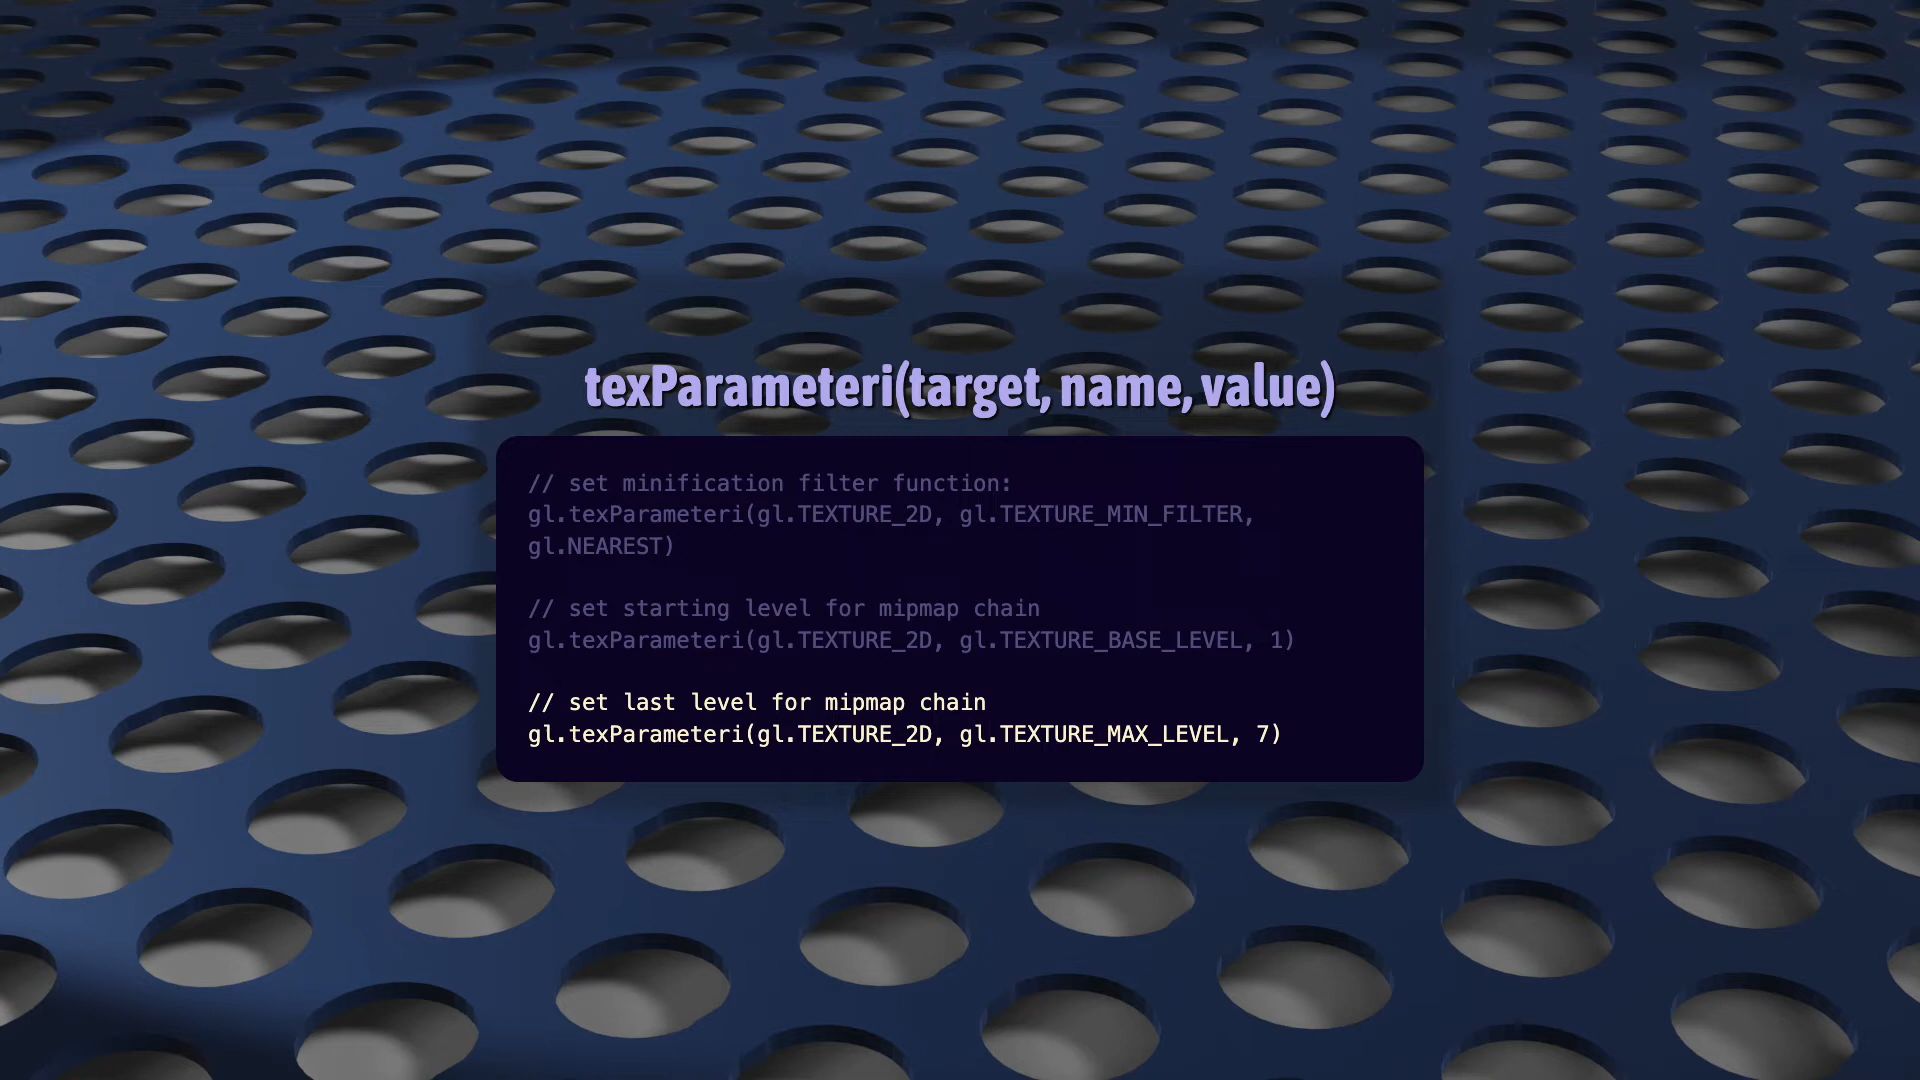 texParameteri(target, name, value)
// set minification filter function:
gl.texParameteri(gl.TEXTURE_2D, gl.TEXTURE_MIN_FILTER,
gl.NEAREST)
// set starting level for mipmap chain
gl.texParameteri(gl.TEXTURE_2D, gl.TEXTURE_BASE_LEVEL, 1)
// set last level for mipmap chain
gl.texParameteri(gl.TEXTURE_2D, gl.TEXTURE_MAX_LEVEL, 7)